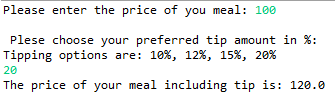 Please enter the price of you meal: 100
Plese choose your preferred tip amount in %:
Tipping options are: 10%, 12%, 15%, 20%
20
The price of your meal including tip is: 120.0